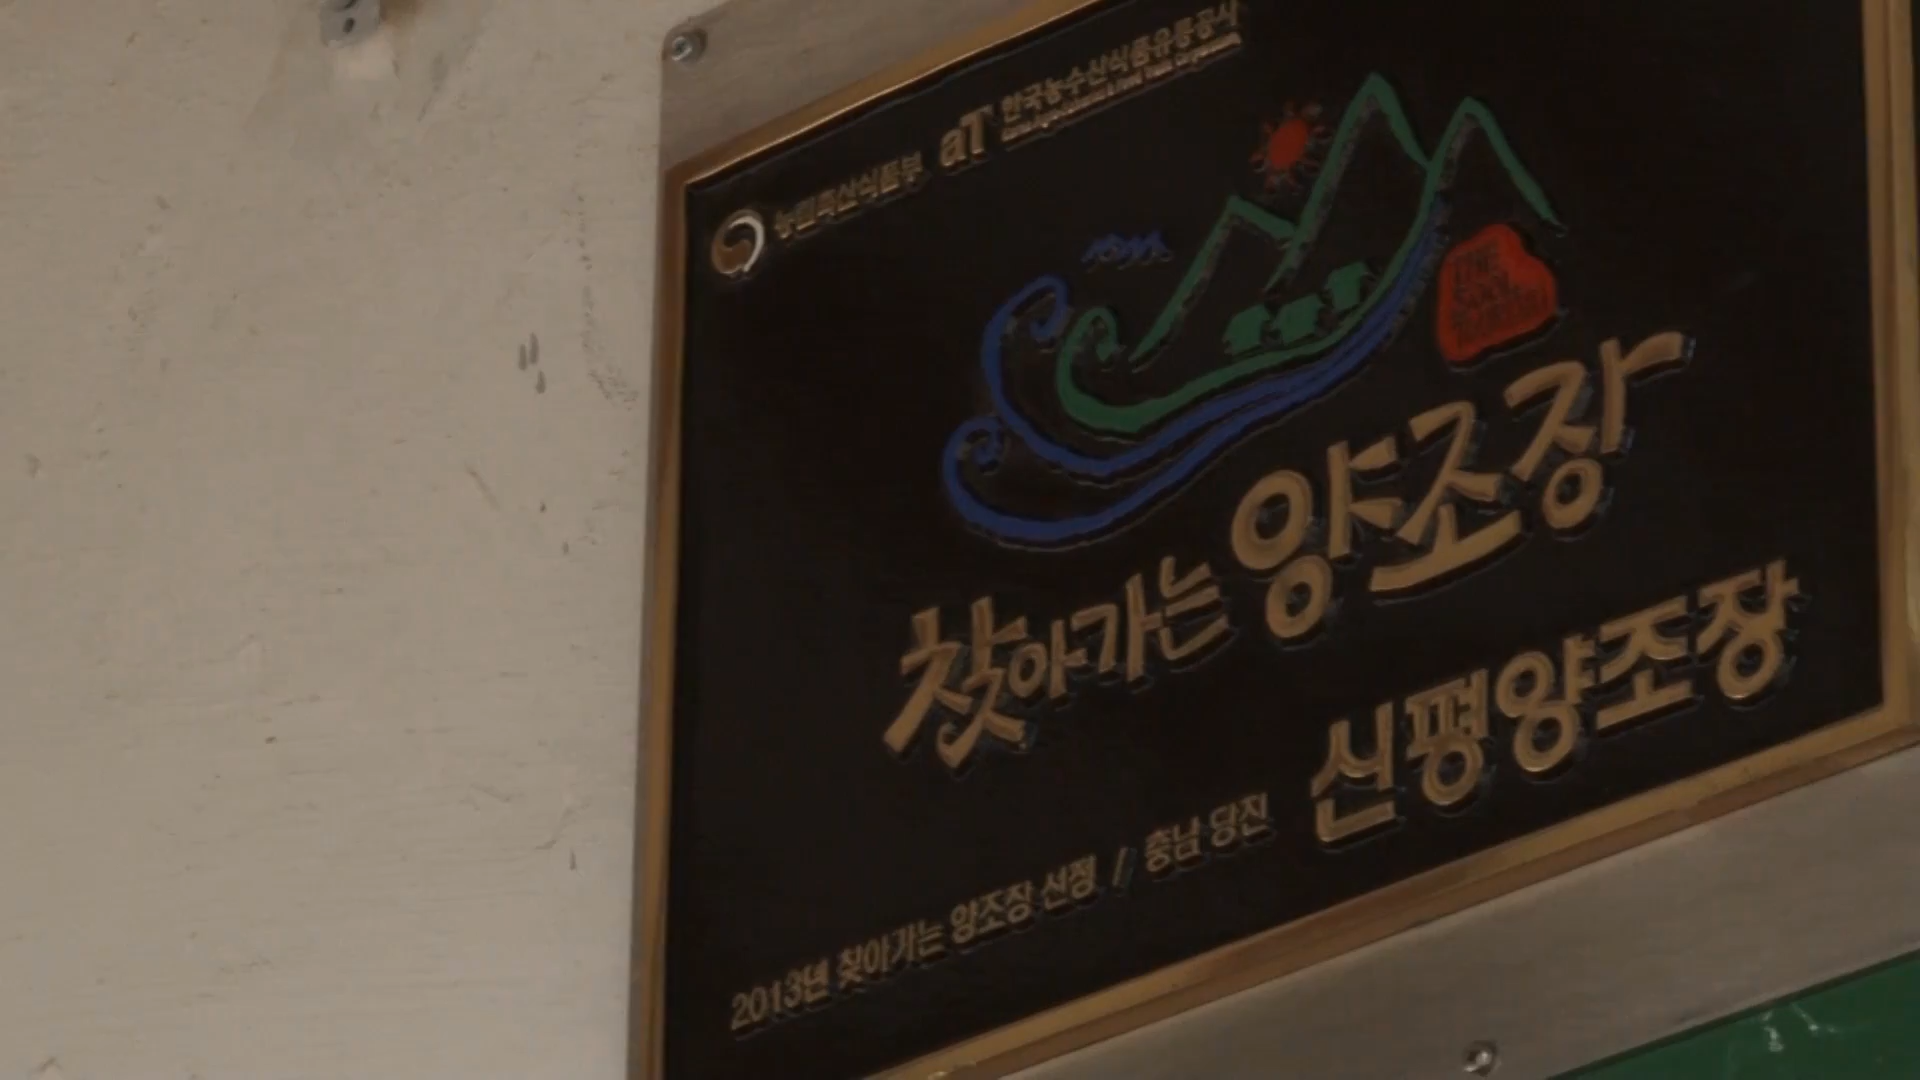 농림축산식품부 aT 한국농수산식품유통공사
THE
SOOL
찾아가는 양조장
신평양조장
2013년 찾아가는 양조장 선정 / 충남 당진